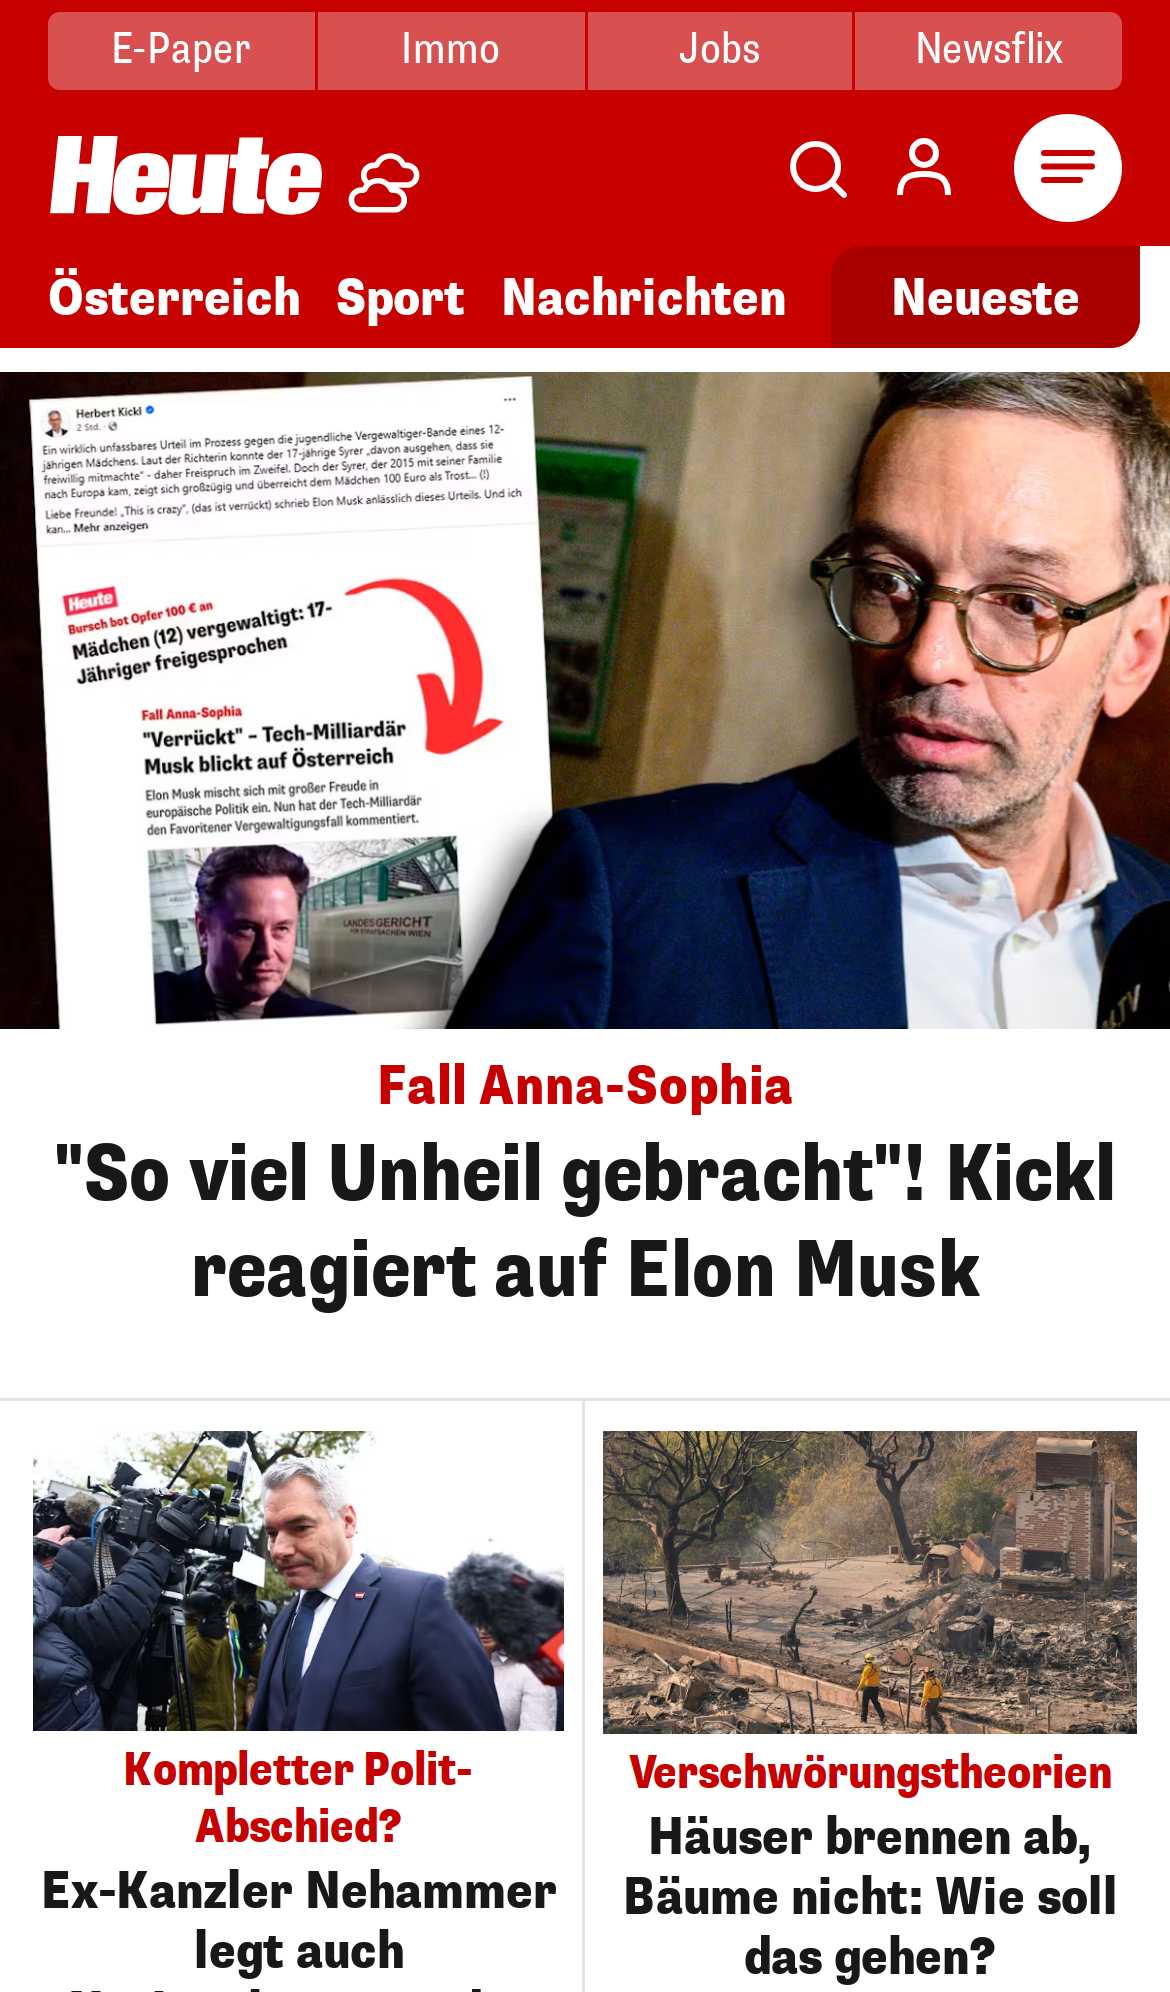 E-Paper
Immo
Jobs
Newsflix
Heute
Österreich
Sport
Nachrichten
Neueste
Herbert Kickl
2 Std.
Ein wirklich unfassbares Urteil im Prozess gegen die jugendliche Vergewaltiger-Bande eines 12-
jährigen Mädchens. Laut der Richterin konnte der 17-jährige Syrer „davon ausgehen, dass sie
freiwillig mitmachte“ - daher Freispruch im Zweifel. Doch der Syrer, der 2015 mit seiner Familie
nach Europa kam, zeigt sich großzügig und überreicht dem Mädchen 100 Euro als Trost... (!)
Liebe Freunde! „This is crazy“, (das ist verrückt) schrieb Elon Musk anlässlich dieses Urteils. Und ich
kan... Mehr anzeigen
Heute
Bursch bot Opfer 100 € an
Mädchen (12) vergewaltigt: 17-
Jähriger freigesprochen
Fall Anna-Sophia
"Verrückt" – Tech-Milliardär
Musk blickt auf Österreich
Elon Musk mischt sich mit großer Freude in
europäische Politik ein. Nun hat der Tech-Milliardär
den Favoritener Vergewaltigungsfall kommentiert.
LANDESGERICHT
FÜR STRAFSACHEN WIEN
Fall Anna-Sophia
"So viel Unheil gebracht"! Kickl
reagiert auf Elon Musk
Kompletter Polit-
Abschied?
Ex-Kanzler Nehammer
legt auch
Verschwörungstheorien
Häuser brennen ab,
Bäume nicht: Wie soll
das gehen?